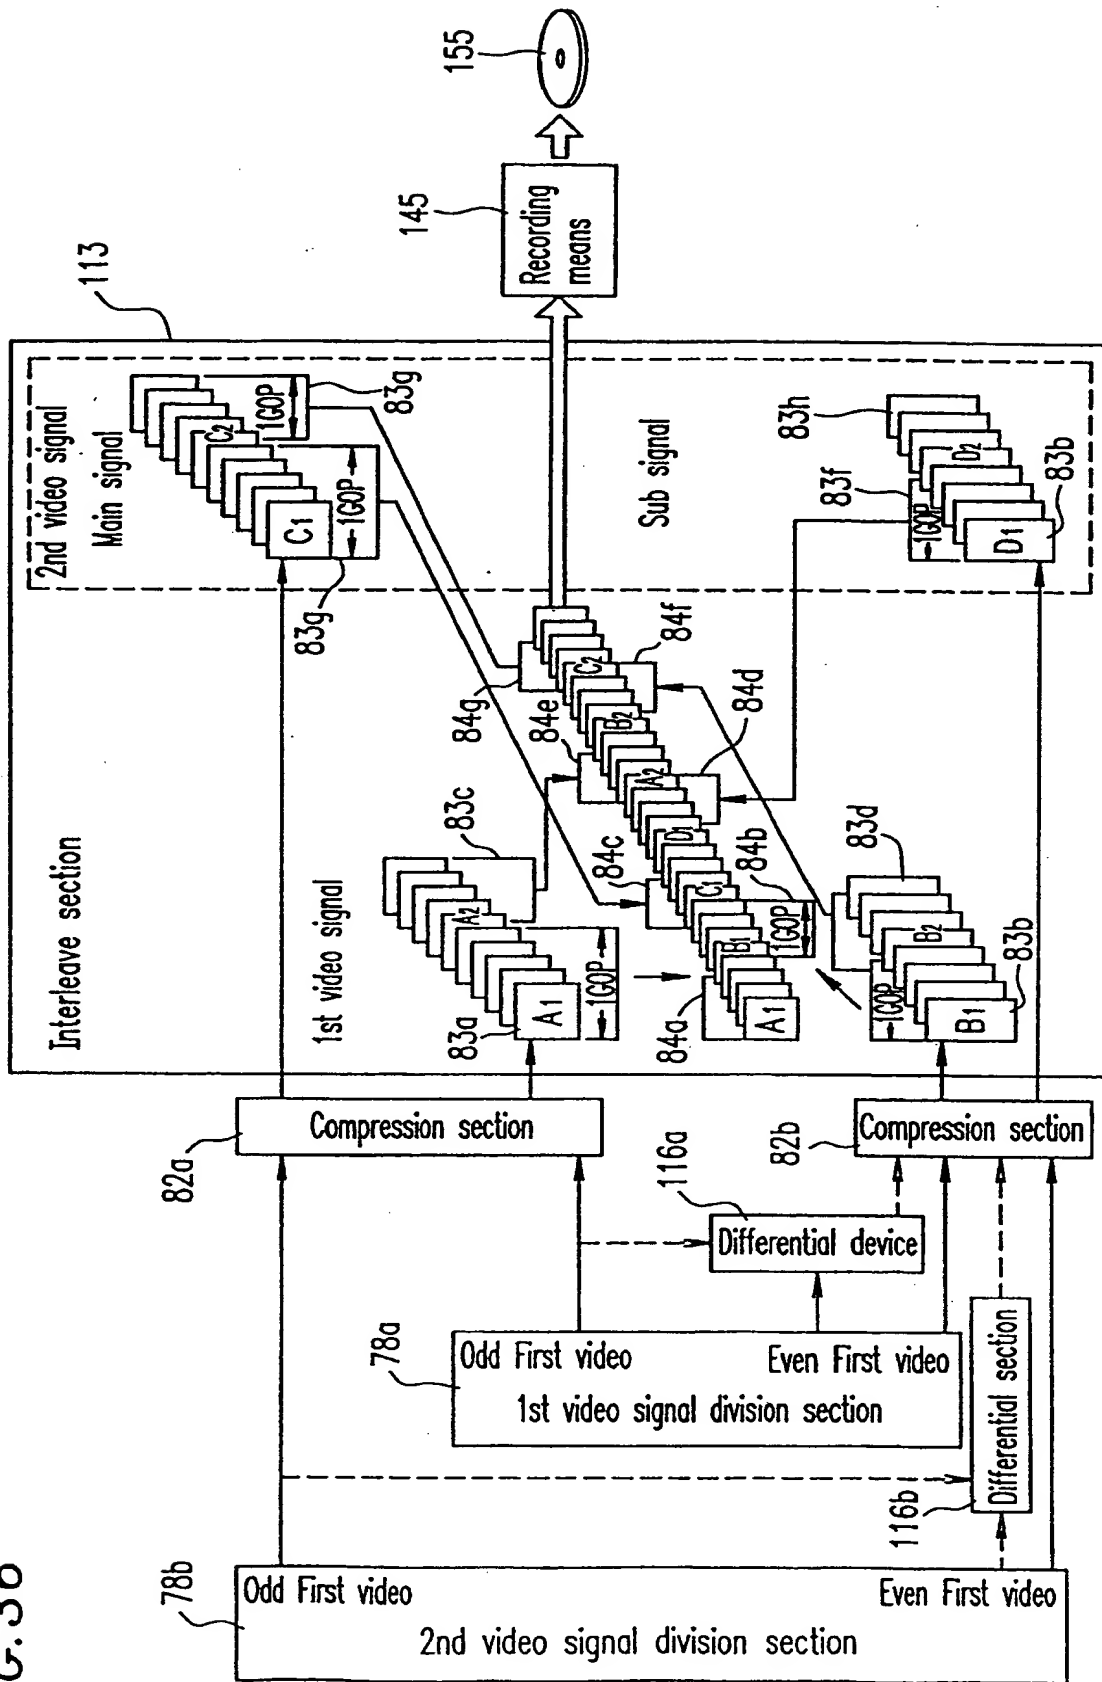 G. 36
155
145
Recording
means
113
Interleave section
2nd video signal
Main signal
C1
C2
1GOP
1GOP
83g
83g
Sub signal
83h
83f
1GOP
D1
D2
83b
1st video signal
83a
A1
A2
1GOP
83c
84a
A1
B1
C1
D1
A2
B2
C2
1GOP
84b
84c
84d
84e
84f
84g
83d
1GOP
B1
B2
83b
82a
Compression section
82b
Compression section
116a
Differential device
78a
Odd First video
Even First video
1st video signal division section
116b
Differential section
78b
Odd First video
Even First video
2nd video signal division section